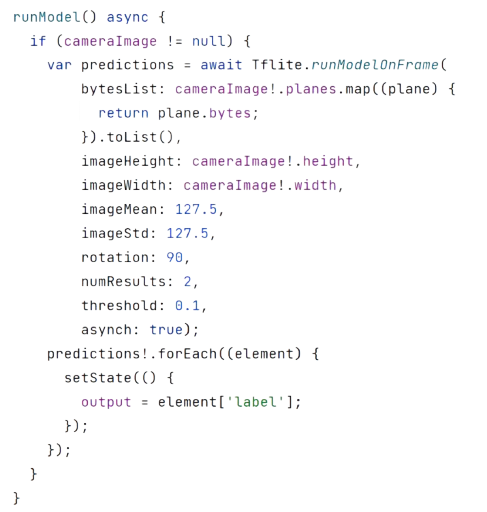 runModel() async {
  if (cameraImage != null) {
    var predictions = await Tflite.runModelOnFrame(
        bytesList: cameraImage!.planes.map((plane) {
          return plane.bytes;
        }).toList(),
        imageHeight: cameraImage!.height,
        imageWidth: cameraImage!.width,
        imageMean: 127.5,
        imageStd: 127.5,
        rotation: 90,
        numResults: 2,
        threshold: 0.1,
        asynch: true);
    predictions!.forEach((element) {
      setState(() {
        output = element['label'];
      });
    });
  }
}